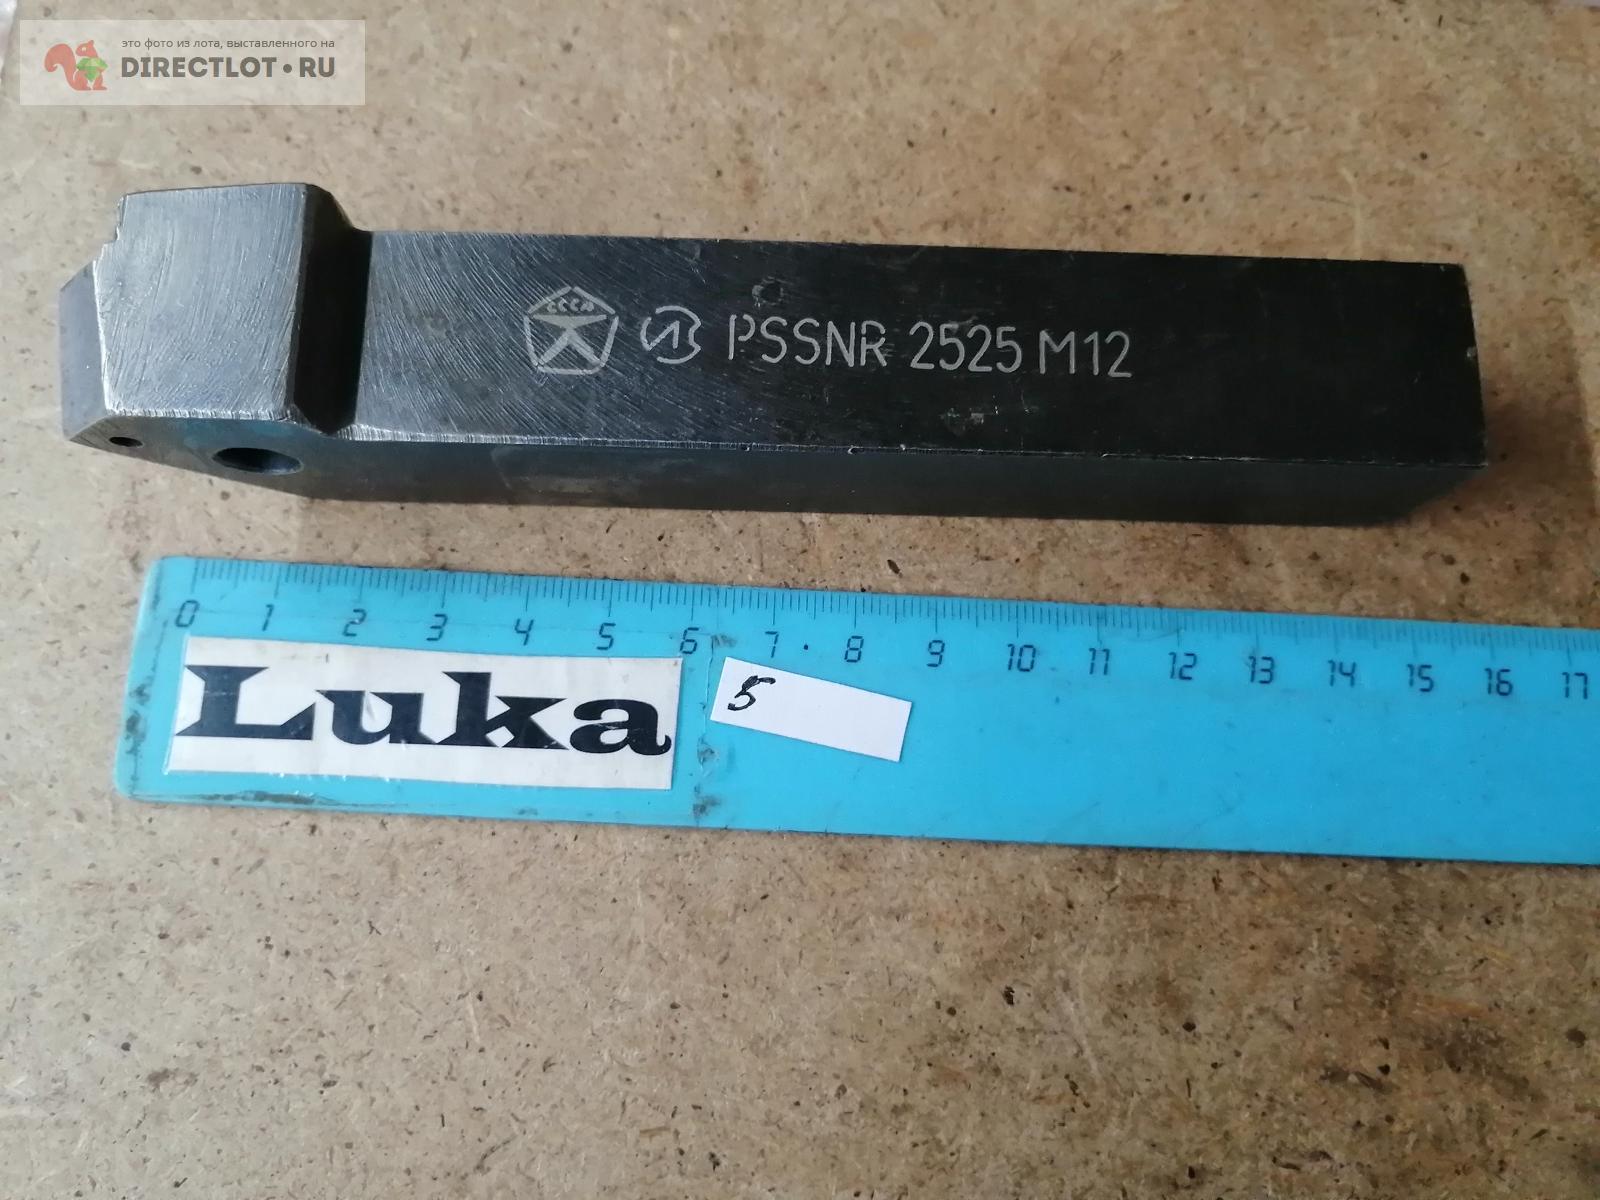 это фото из лота, выставленного на
DIRECTLOT•RU
СССР
PSSNR 2525 M12
0 1 2 3 4 5 6 7 8 9 10 11 12 13 14 15 16 17
Luka
5